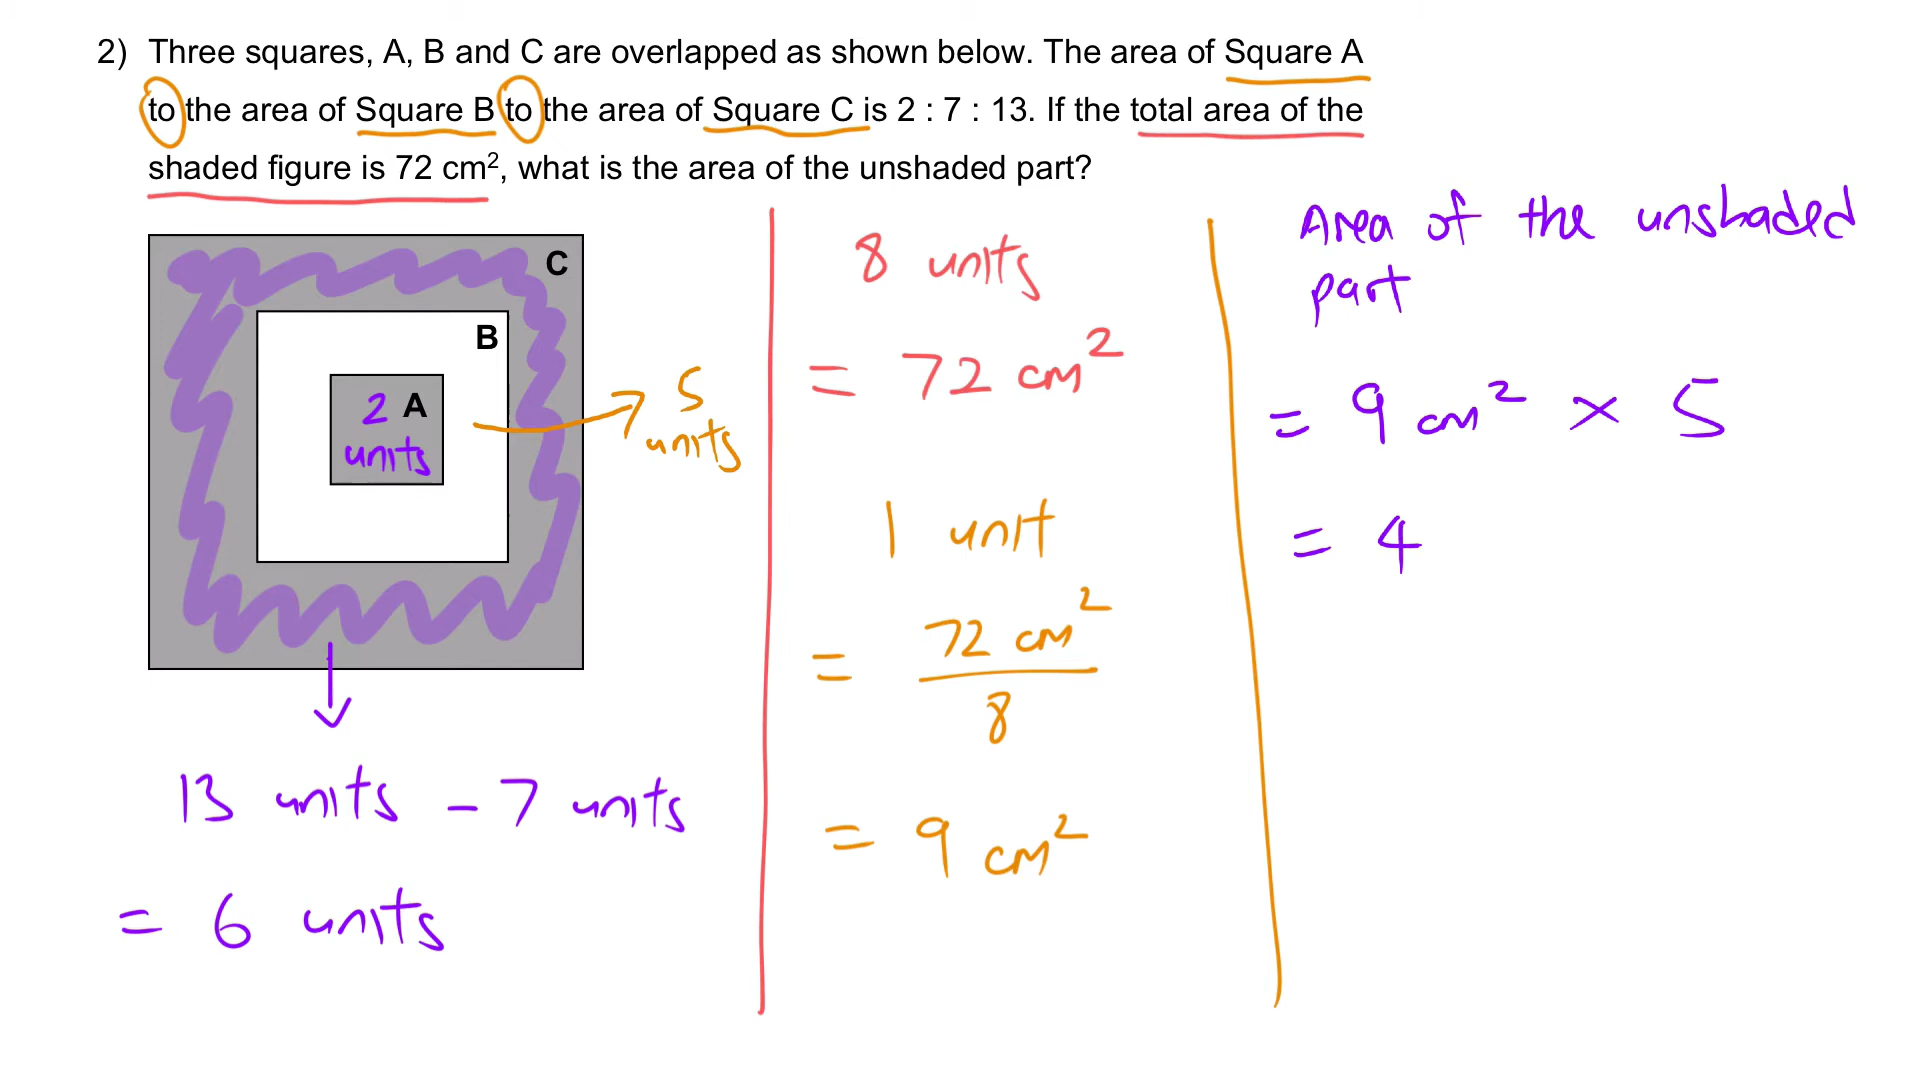 2) Three squares, A, B and C are overlapped as shown below. The area of Square A
to the area of Square B to the area of Square C is 2 : 7 : 13. If the total area of the
shaded figure is 72 cm², what is the area of the unshaded part?
C
B
2 A
units
5
units
13 units - 7 units
= 6 units
8 units
= 72 cm²
1 unit
= 72 cm²
8
= 9 cm²
Area of the unshaded
part
= 9 cm² × 5
= 4